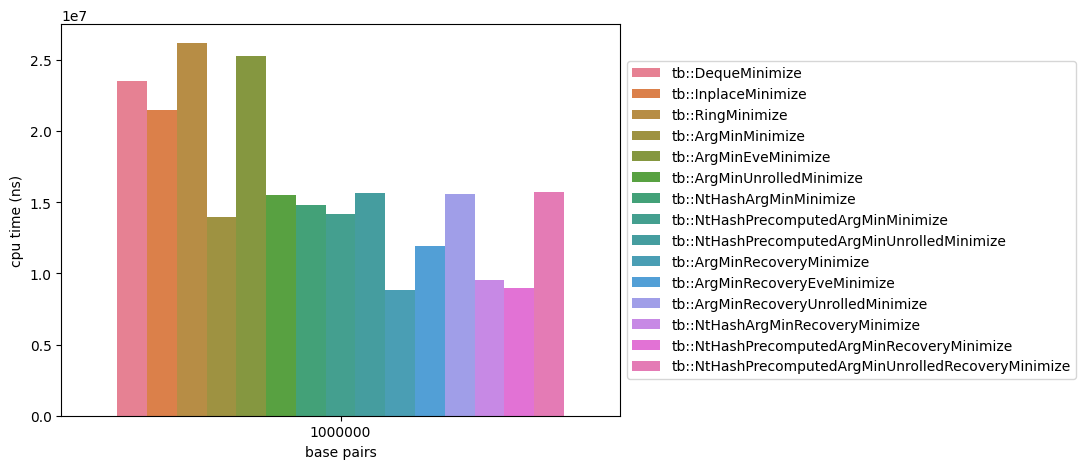 1e7
2.5
2.0
1.5
1.0
0.5
0.0
cpu time (ns)
1000000
base pairs
tb::DequeMinimize
tb::InplaceMinimize
tb::RingMinimize
tb::ArgMinMinimize
tb::ArgMinEveMinimize
tb::ArgMinUnrolledMinimize
tb::NtHashArgMinMinimize
tb::NtHashPrecomputedArgMinMinimize
tb::NtHashPrecomputedArgMinUnrolledMinimize
tb::ArgMinRecoveryMinimize
tb::ArgMinRecoveryEveMinimize
tb::ArgMinRecoveryUnrolledMinimize
tb::NtHashArgMinRecoveryMinimize
tb::NtHashPrecomputedArgMinRecoveryMinimize
tb::NtHashPrecomputedArgMinUnrolledRecoveryMinimize